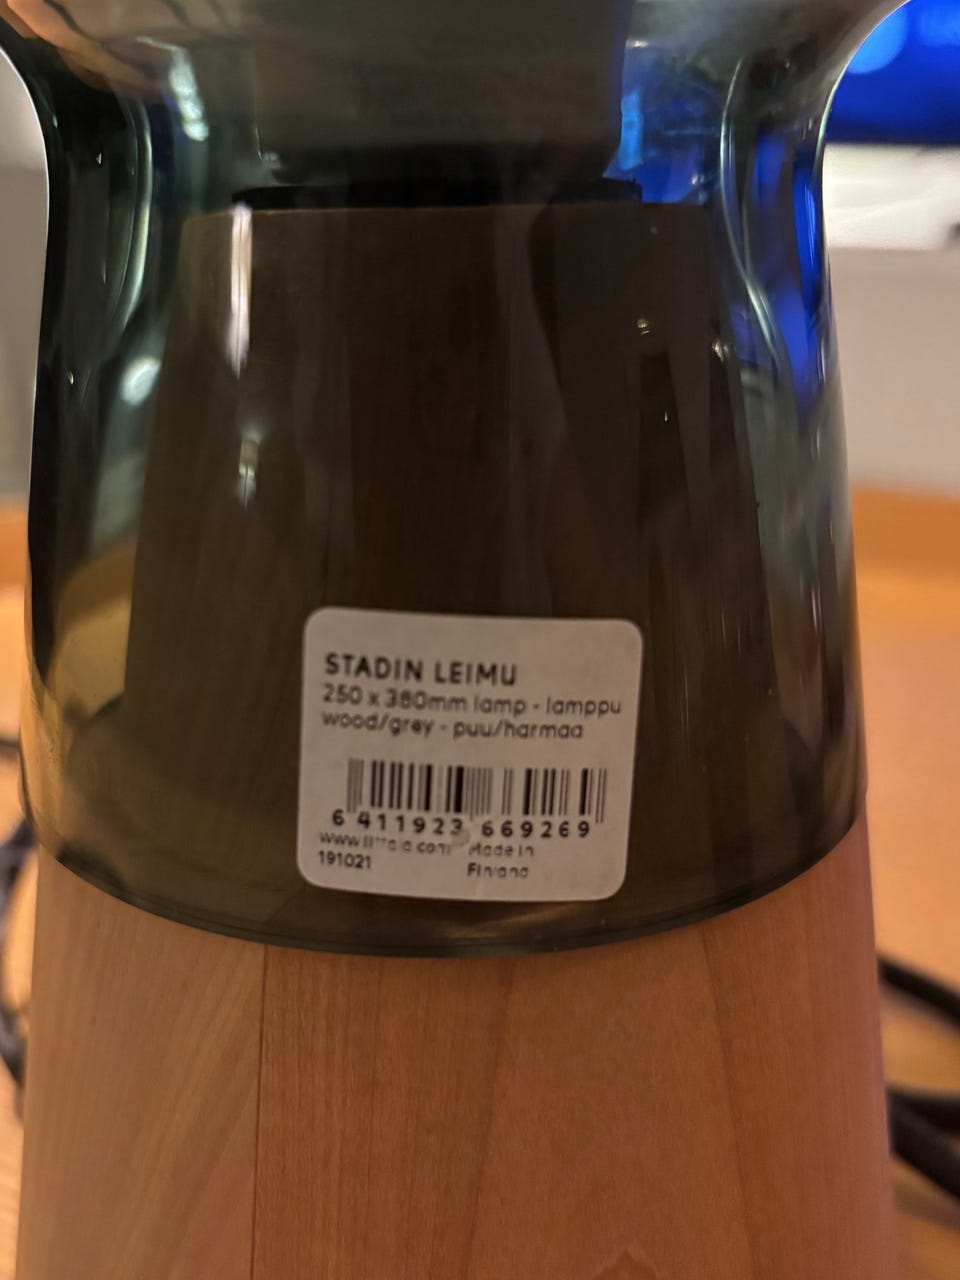 STADIN LEIMU
250 x 380mm lamp - lamppu
wood/grey - puu/harmaa
6 411923 669269
Made in
191021
Finland